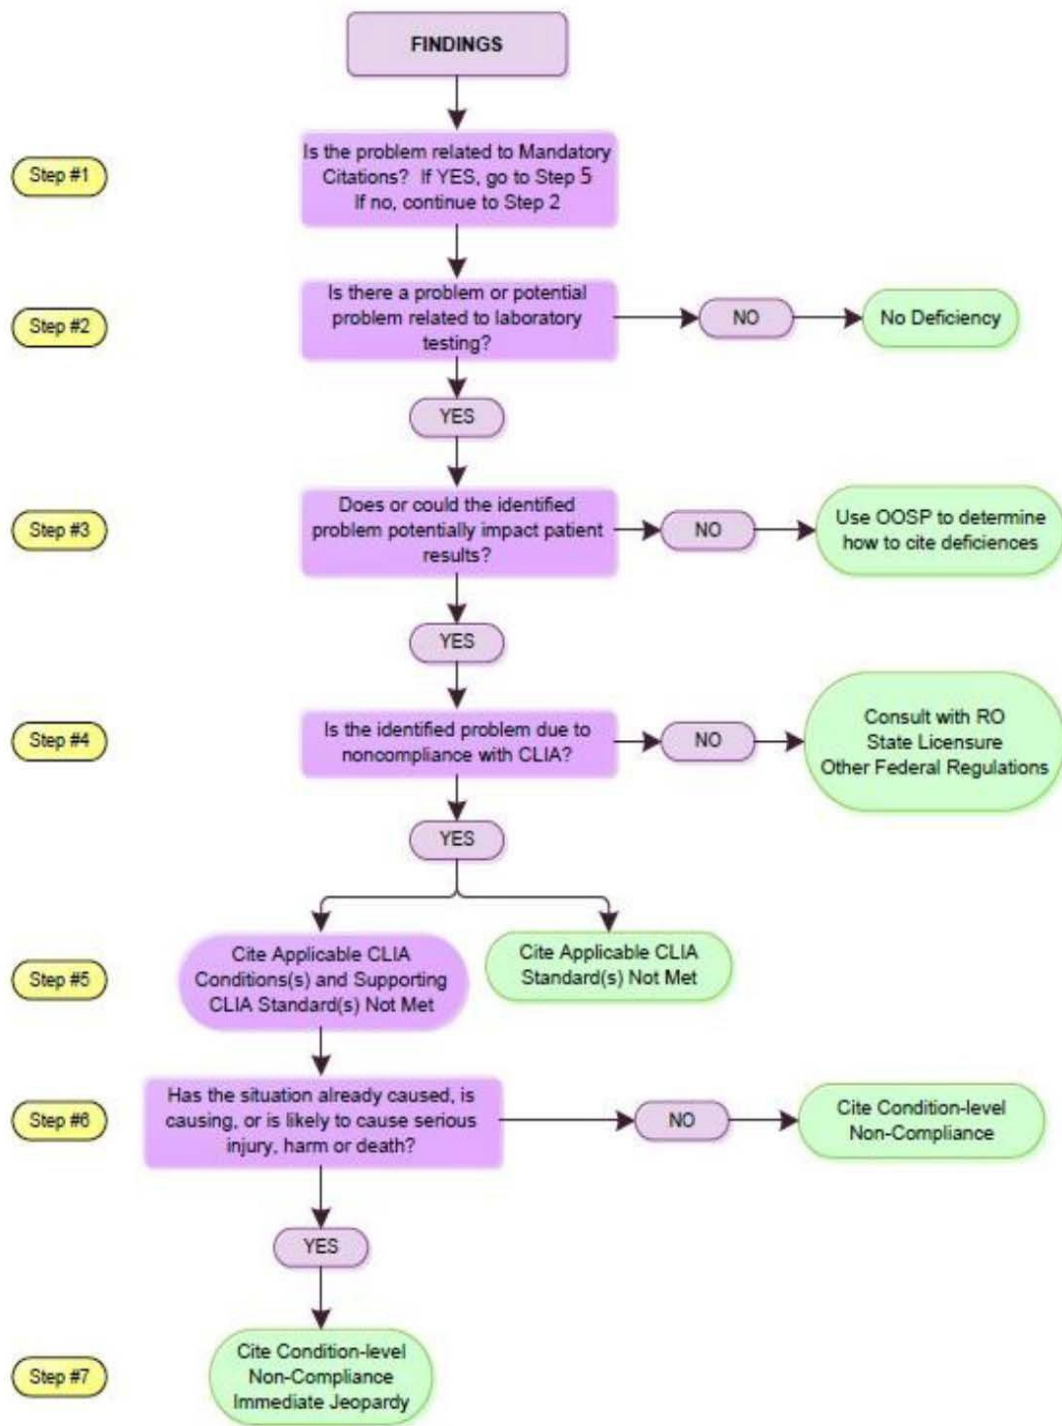 FINDINGS
Step #1
Is the problem related to Mandatory
Citations? If YES, go to Step 5
If no, continue to Step 2
Step #2
Is there a problem or potential
problem related to laboratory
testing?
NO
No Deficiency
YES
Step #3
Does or could the identified
problem potentially impact patient
results?
NO
Use OOSP to determine
how to cite deficiences
YES
Step #4
Is the identified problem due to
noncompliance with CLIA?
NO
Consult with RO
State Licensure
Other Federal Regulations
YES
Step #5
Cite Applicable CLIA
Conditions(s) and Supporting
CLIA Standard(s) Not Met
Cite Applicable CLIA
Standard(s) Not Met
Step #6
Has the situation already caused, is
causing, or is likely to cause serious
injury, harm or death?
NO
Cite Condition-level
Non-Compliance
YES
Step #7
Cite Condition-level
Non-Compliance
Immediate Jeopardy